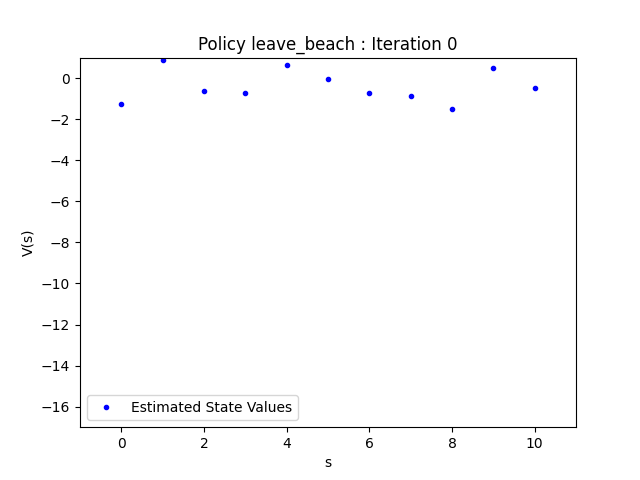 Policy leave_beach : Iteration 0
0
−2
−4
−6
−8
−10
−12
−14
−16
V(s)
Estimated State Values
0 2 4 6 8 10
s